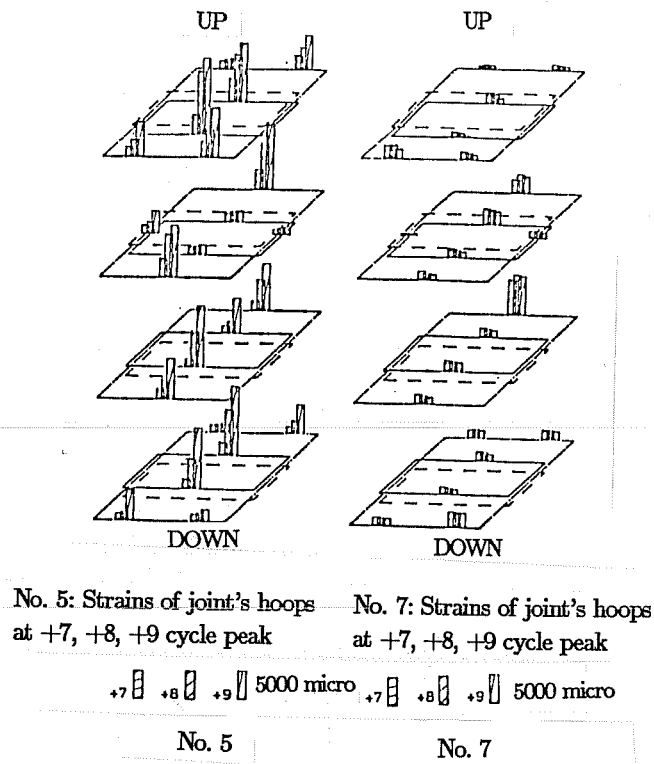 UP
UP
DOWN
DOWN
No. 5: Strains of joint's hoops
at +7, +8, +9 cycle peak
No. 7: Strains of joint's hoops
at +7, +8, +9 cycle peak
+7 +8 +9 5000 micro
+7 +8 +9 5000 micro
No. 5
No. 7